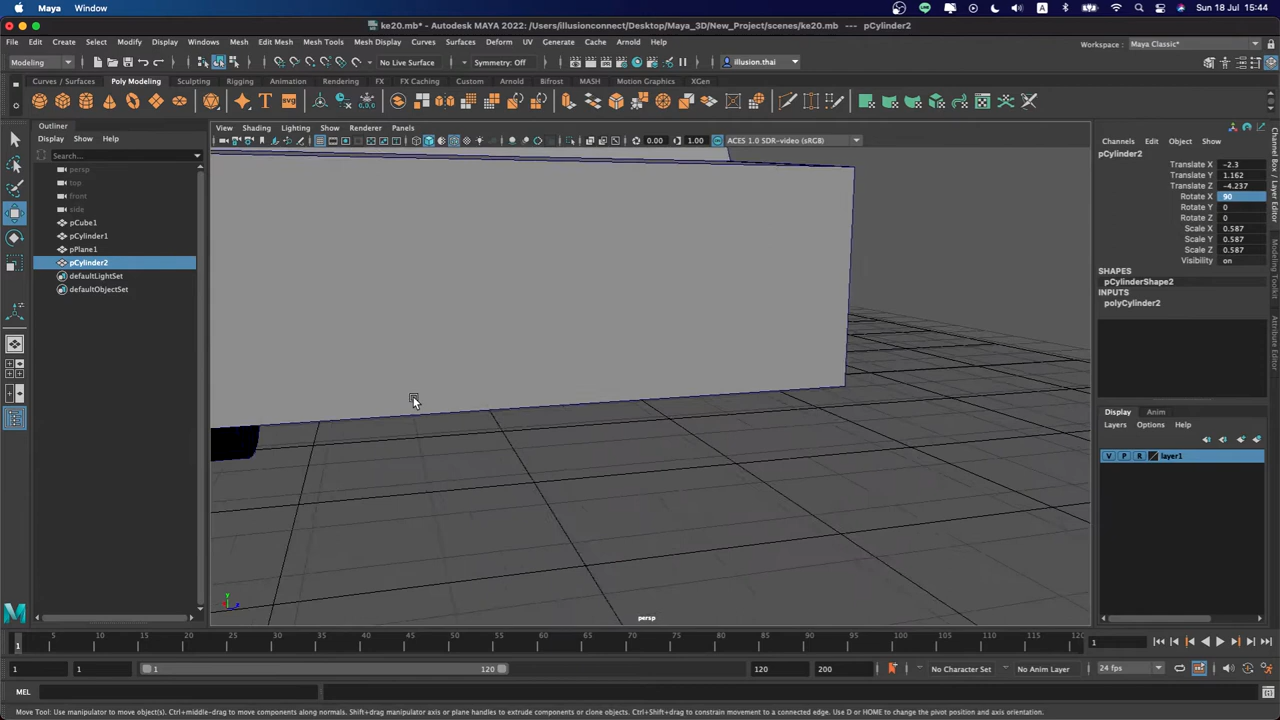 Maya Window Sun 18 Jul 15:44
ke20.mb* - Autodesk MAYA 2022: /Users/illusionconnect/Desktop/Maya_3D/New_Project/scenes/ke20.mb --- pCylinder2
File Edit Create Select Modify Display Windows Mesh Edit Mesh Mesh Tools Mesh Display Curves Surfaces Deform UV Generate Cache Arnold Help
Workspace : Maya Classic*
Modeling No Live Surface Symmetry: Off illusion.thai
Curves / Surfaces Poly Modeling Sculpting Rigging Animation Rendering FX FX Caching Custom Arnold Bifrost MASH Motion Graphics XGen
Outliner
Display Show Help
Search...
persp
top
front
side
pCube1
pCylinder1
pPlane1
pCylinder2
defaultLightSet
defaultObjectSet
View Shading Lighting Show Renderer Panels
0.00 1.00 ACES 1.0 SDR-video (sRGB)
persp
Channels Edit Object Show
pCylinder2
Translate X -2.3
Translate Y 1.162
Translate Z -4.237
Rotate X 90
Rotate Y 0
Rotate Z 0
Scale X 0.587
Scale Y 0.587
Scale Z 0.587
Visibility on
SHAPES
pCylinderShape2
INPUTS
polyCylinder2
Channel Box / Layer Editor
Modeling Toolkit
Attribute Editor
Display Anim
Layers Options Help
V P R layer1
1 5 10 15 20 25 30 35 40 45 50 55 60 65 70 75 80 85 90 95 100 105 110 115 120 1
1 1 1 120 120 200 No Character Set No Anim Layer 24 fps
MEL
Move Tool: Use manipulator to move object(s). Ctrl+middle-drag to move components along normals. Shift+drag manipulator axis or plane handles to extrude components or clone objects. Ctrl+Shift+drag to constrain movement to a connected edge. Use D or HOME to change the pivot position and axis orientation.